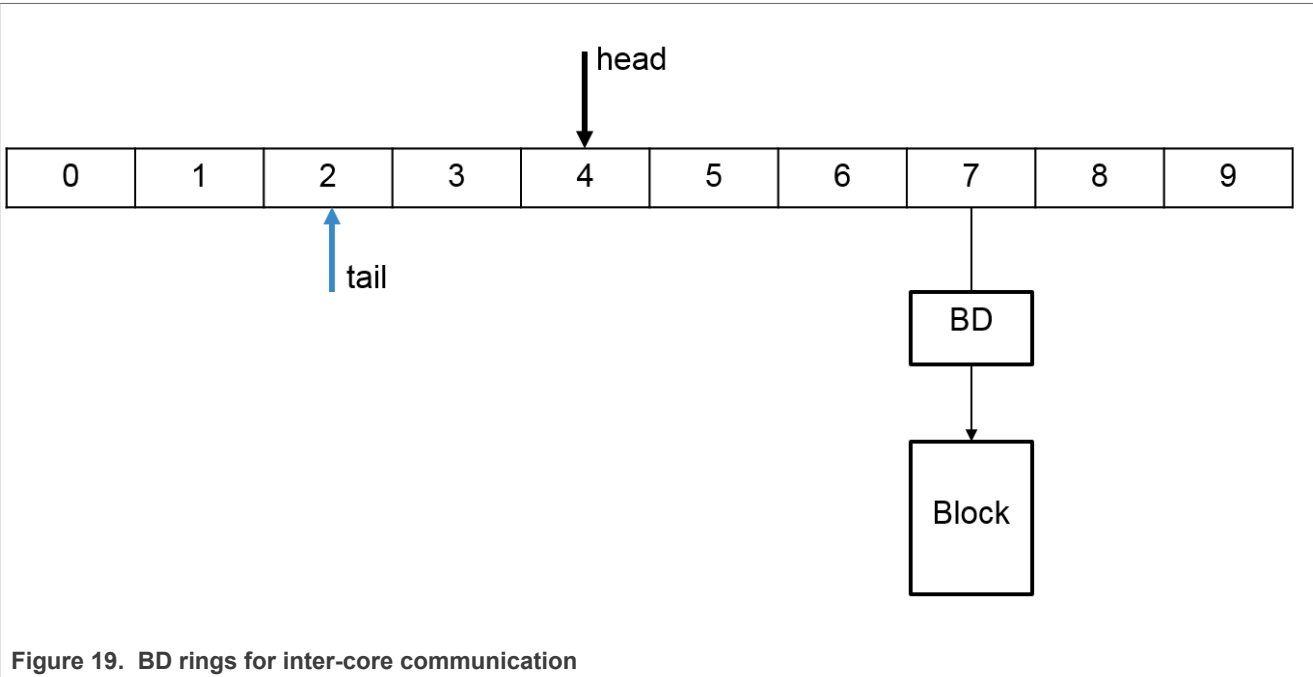 head
0 1 2 3 4 5 6 7 8 9
tail
BD
Block
Figure 19. BD rings for inter-core communication